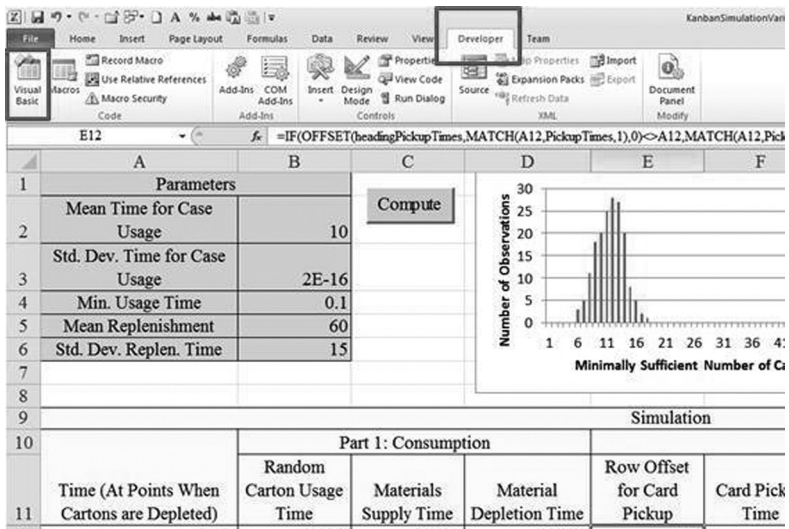 KanbanSimulationVari
File Home Insert Page Layout Formulas Data Review View Developer Team
Visual Basic
Macros
Record Macro
Use Relative References
Macro Security
Code
Add-Ins
COM Add-Ins
Add-Ins
Insert
Design Mode
Properties
View Code
Run Dialog
Controls
Source
Properties
Expansion Packs
Refresh Data
Import
Export
XML
Document Panel
Modify
E12 fx =IF(OFFSET(headingPickupTimes,MATCH(A12,PickupTimes,1),0)<>A12,MATCH(A12,Pick
A B C D E F
1 Parameters
Compute
2 Mean Time for Case Usage 10
3 Std. Dev. Time for Case Usage 2E-16
4 Min. Usage Time 0.1
5 Mean Replenishment 60
6 Std. Dev. Replen. Time 15
7
8
Number of Observations
30
25
20
15
10
5
0
1 6 11 16 21 26 31 36 41
Minimally Sufficient Number of Ca
9 Simulation
10 Part 1: Consumption
11 Time (At Points When Cartons are Depleted)
Random Carton Usage Time
Materials Supply Time
Material Depletion Time
Row Offset for Card Pickup
Card Pick Time